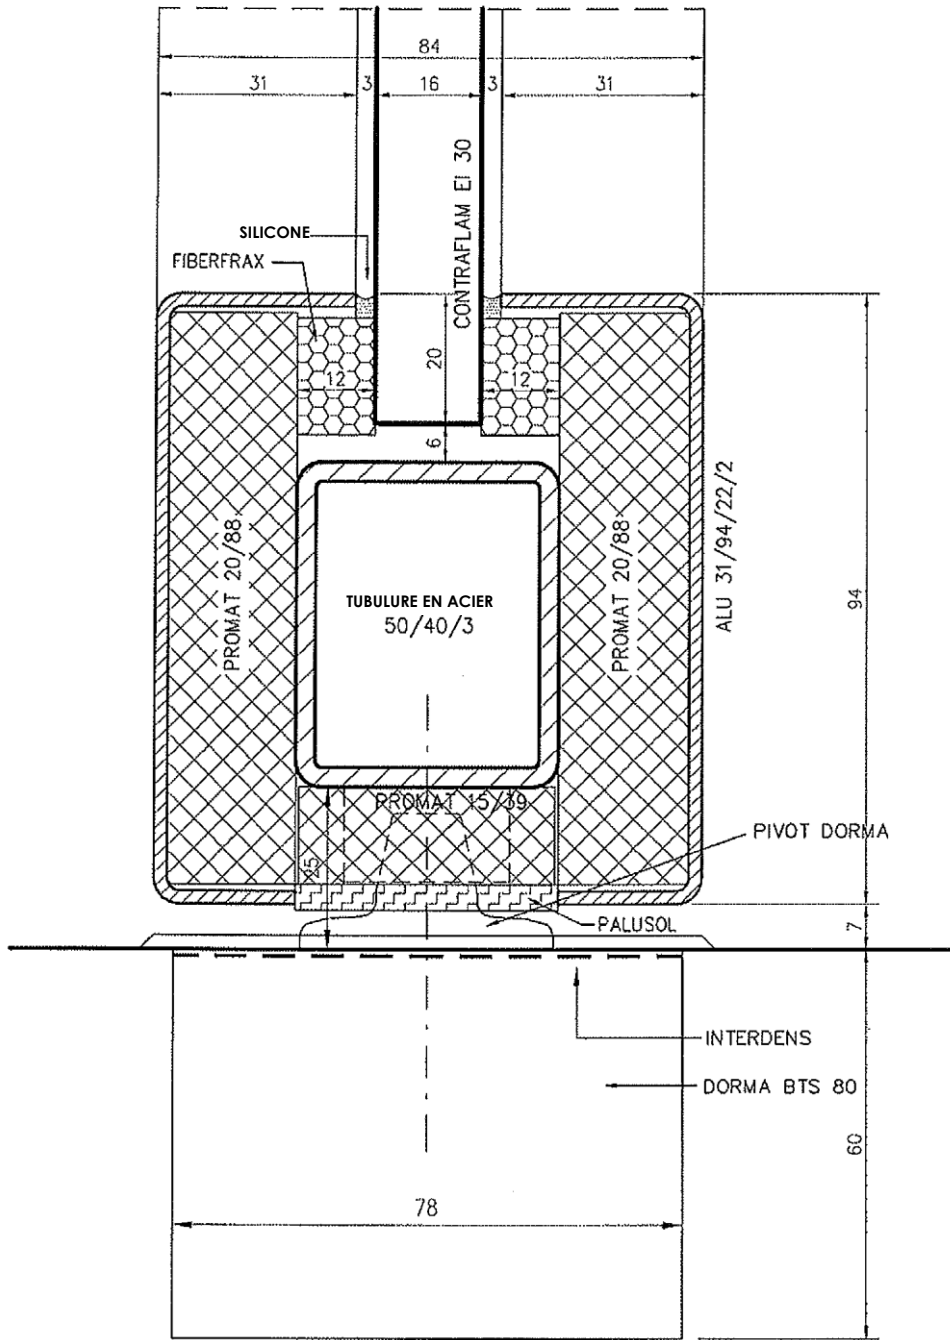 84
31
3
16
3
31
CONTRAFLAM EI 30
SILICONE
FIBERFRAX
20
12
12
6
PROMAT 20/88
TUBULURE EN ACIER
50/40/3
PROMAT 20/88
ALU 31/94/22/2
94
PROMAT 15/39
25
PIVOT DORMA
PALUSOL
7
INTERDENS
DORMA BTS 80
60
78